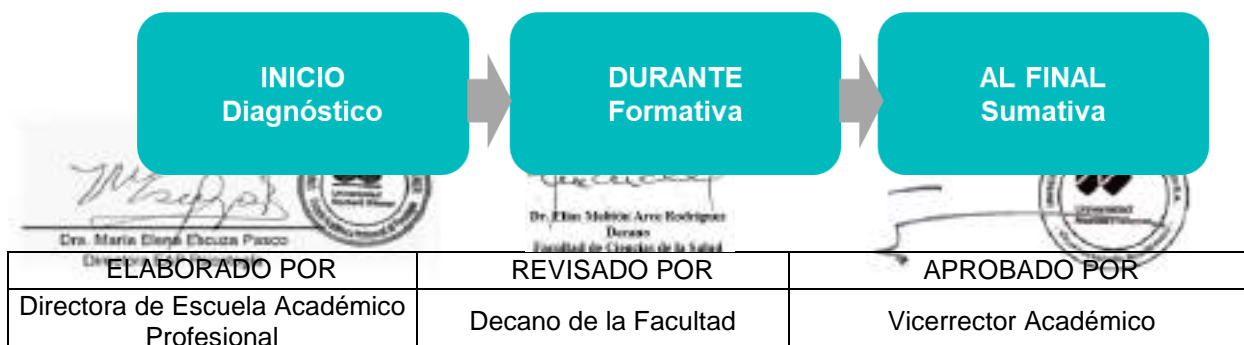 INICIO
Diagnóstico
DURANTE
Formativa
AL FINAL
Sumativa
Dra. María Elena Escuza Pasco
Dr. Elías Melitón Arce Rodríguez
Decano
Facultad de Ciencias de la Salud
ELABORADO POR
REVISADO POR
APROBADO POR
Directora de Escuela Académico
Profesional
Decano de la Facultad
Vicerrector Académico